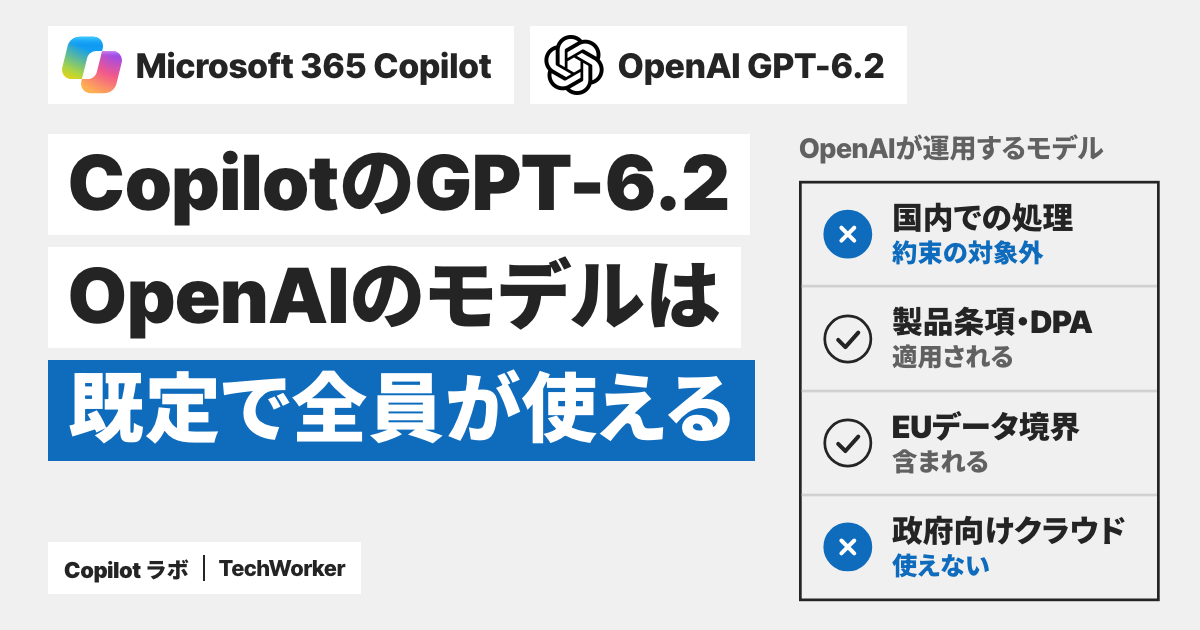 Microsoft 365 Copilot
OpenAI GPT-6.2
CopilotのGPT-6.2
OpenAIのモデルは
既定で全員が使える
OpenAIが運用するモデル
国内での処理
約束の対象外
製品条項・DPA
適用される
EUデータ境界
含まれる
政府向けクラウド
使えない
Copilot ラボ | TechWorker